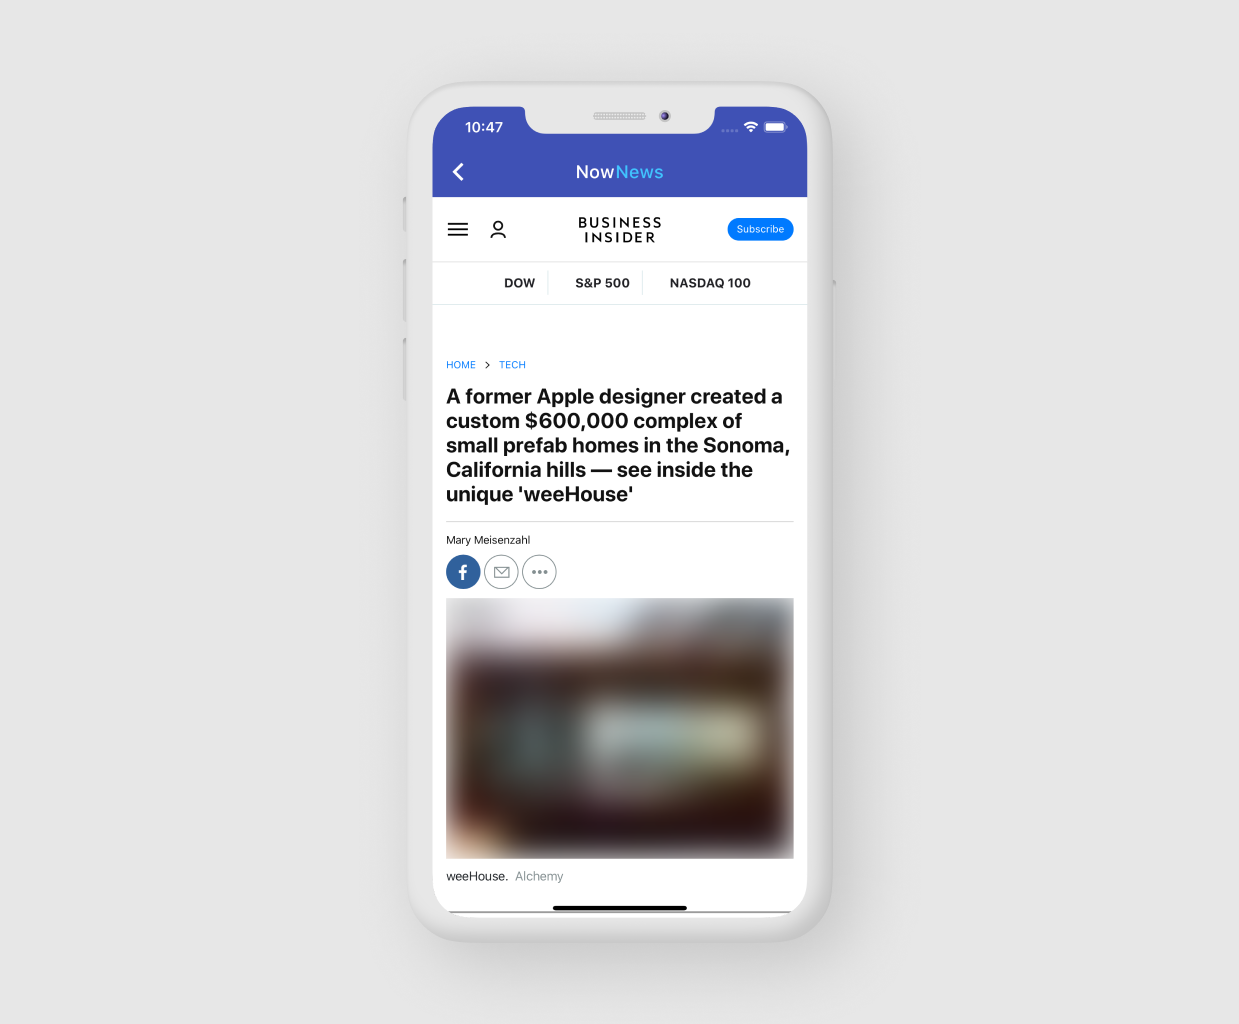 10:47
NowNews
BUSINESS
INSIDER
Subscribe
DOW
S&P 500
NASDAQ 100
HOME > TECH
A former Apple designer created a
custom $600,000 complex of
small prefab homes in the Sonoma,
California hills — see inside the
unique 'weeHouse'
Mary Meisenzahl
weeHouse. Alchemy